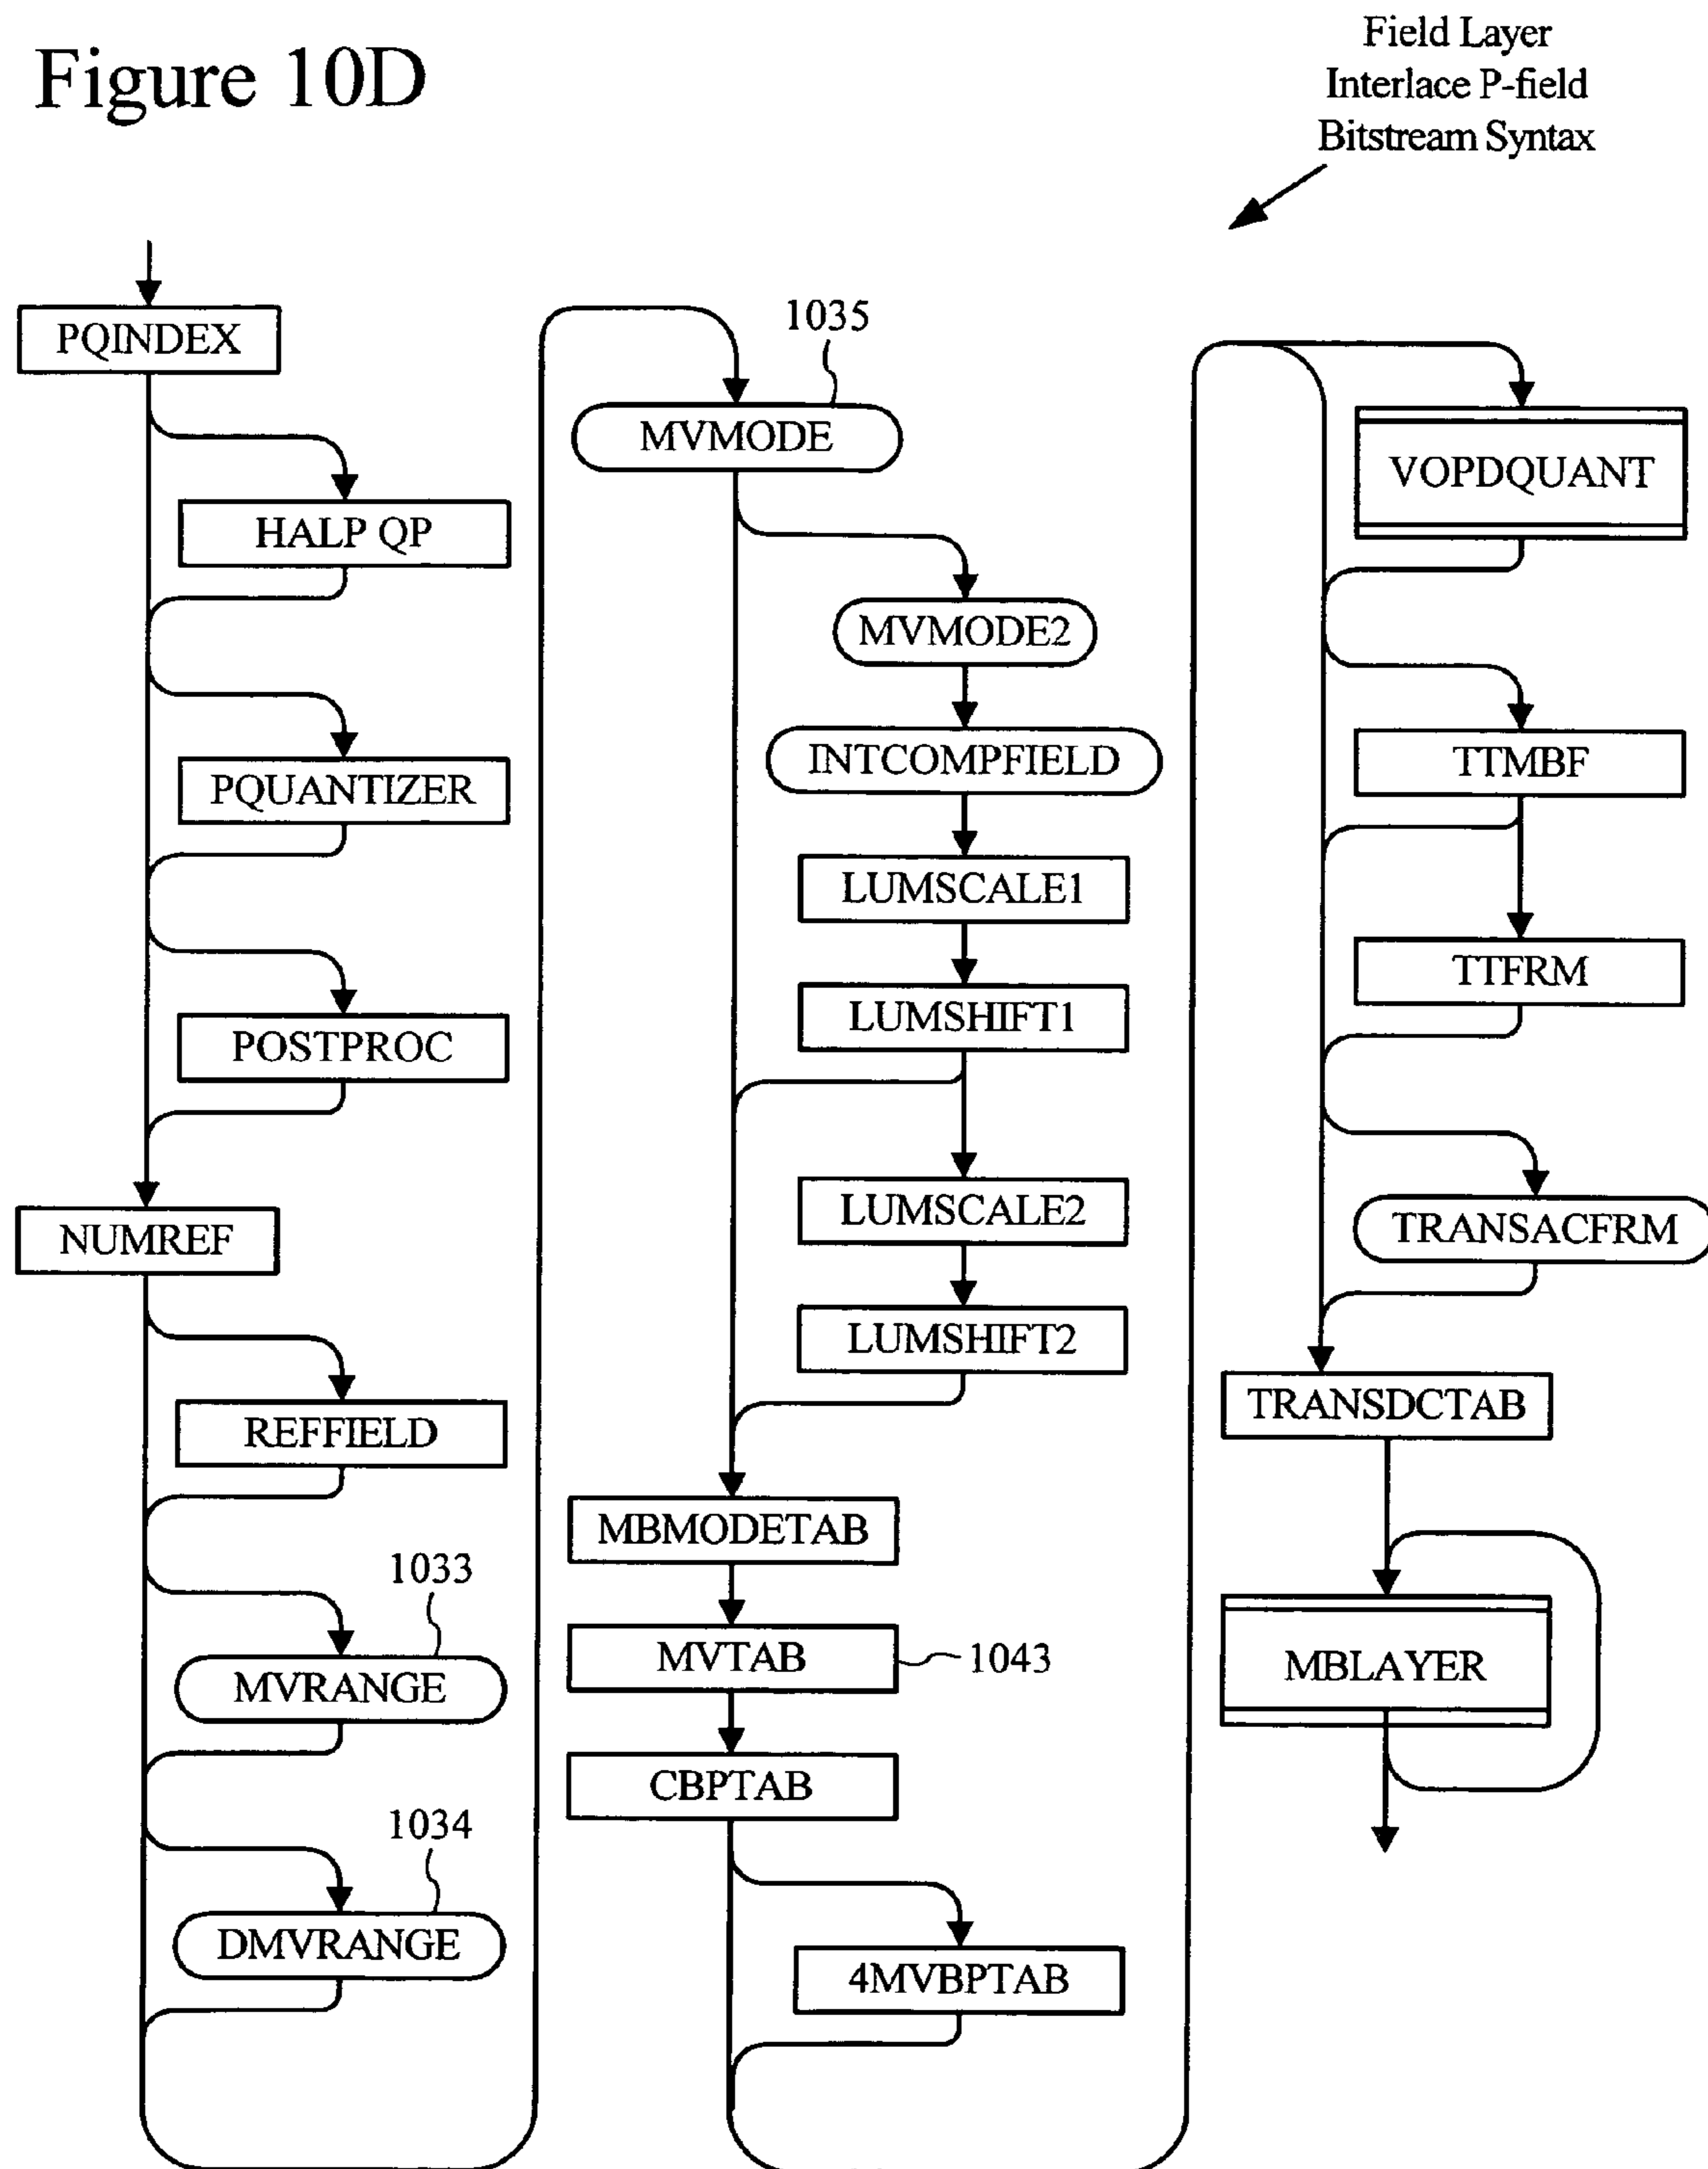 Figure 10D
Field Layer
Interlace P-field
Bitstream Syntax
PQINDEX
HALP QP
PQUANTIZER
POSTPROC
NUMREF
REFFIELD
1033
MVRANGE
1034
DMVRANGE
1035
MVMODE
MVMODE2
INTCOMPFIELD
LUMSCALE1
LUMSHIFT1
LUMSCALE2
LUMSHIFT2
MBMODETAB
MVTAB
1043
CBPTAB
4MVBPTAB
VOPDQUANT
TTMBF
TTFRM
TRANSACFRM
TRANSDCTAB
MBLAYER